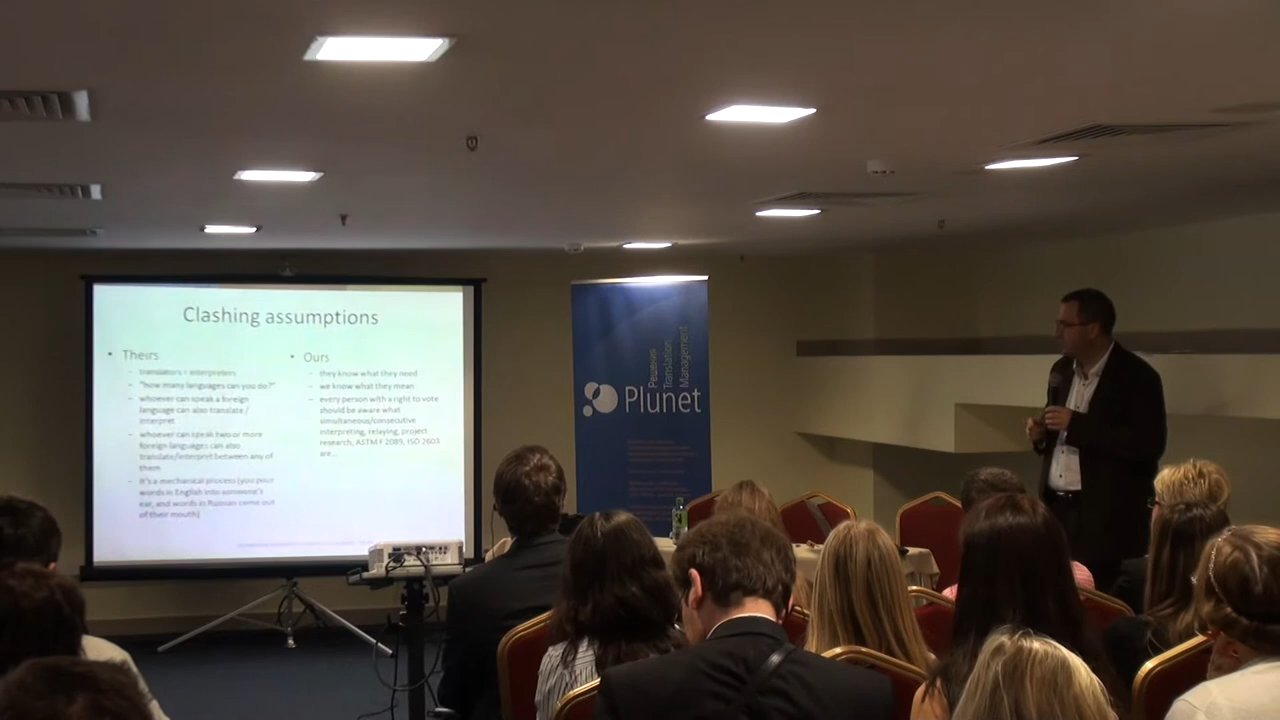 Clashing assumptions
• Theirs
– translators = interpreters
– "how many languages can you do?"
– whoever can speak a foreign
language can also translate /
interpret
– whoever can speak two or more
foreign languages can also
translate/interpret between any of
them
– it's a mechanical process (you pour
words in English into someone's
ear, and words in Russian come out
of their mouth)
• Ours
– they know what they need
– we know what they mean
– every person with a right to vote
should be aware what
simultaneous/consecutive
interpreting, relaying, project
research, ASTM F 2089, ISO 2603
are...
Решения
Translation
Management
Plunet